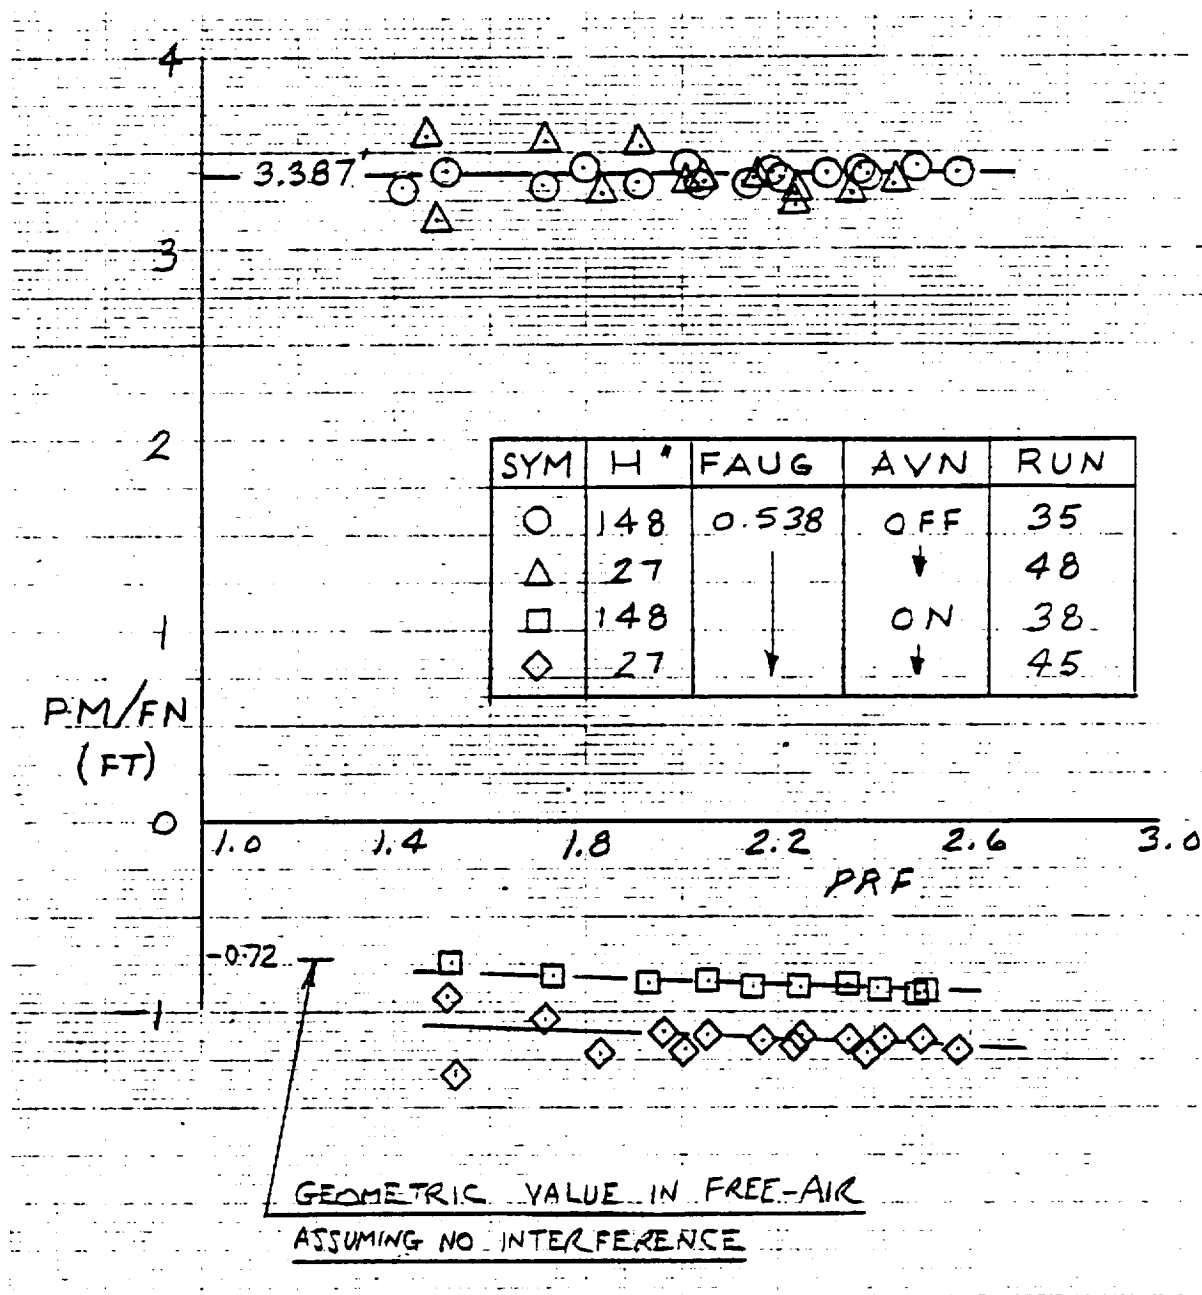 4
3.387'
3
2
SYM H" FAUG AVN RUN
148 0.538 OFF 35
27 48
148 ON 38
27 45
1
PM/FN
(FT)
0
1.0 1.4 1.8 2.2 2.6 3.0
PRF
-0.72
-1
GEOMETRIC VALUE IN FREE-AIR
ASSUMING NO INTERFERENCE